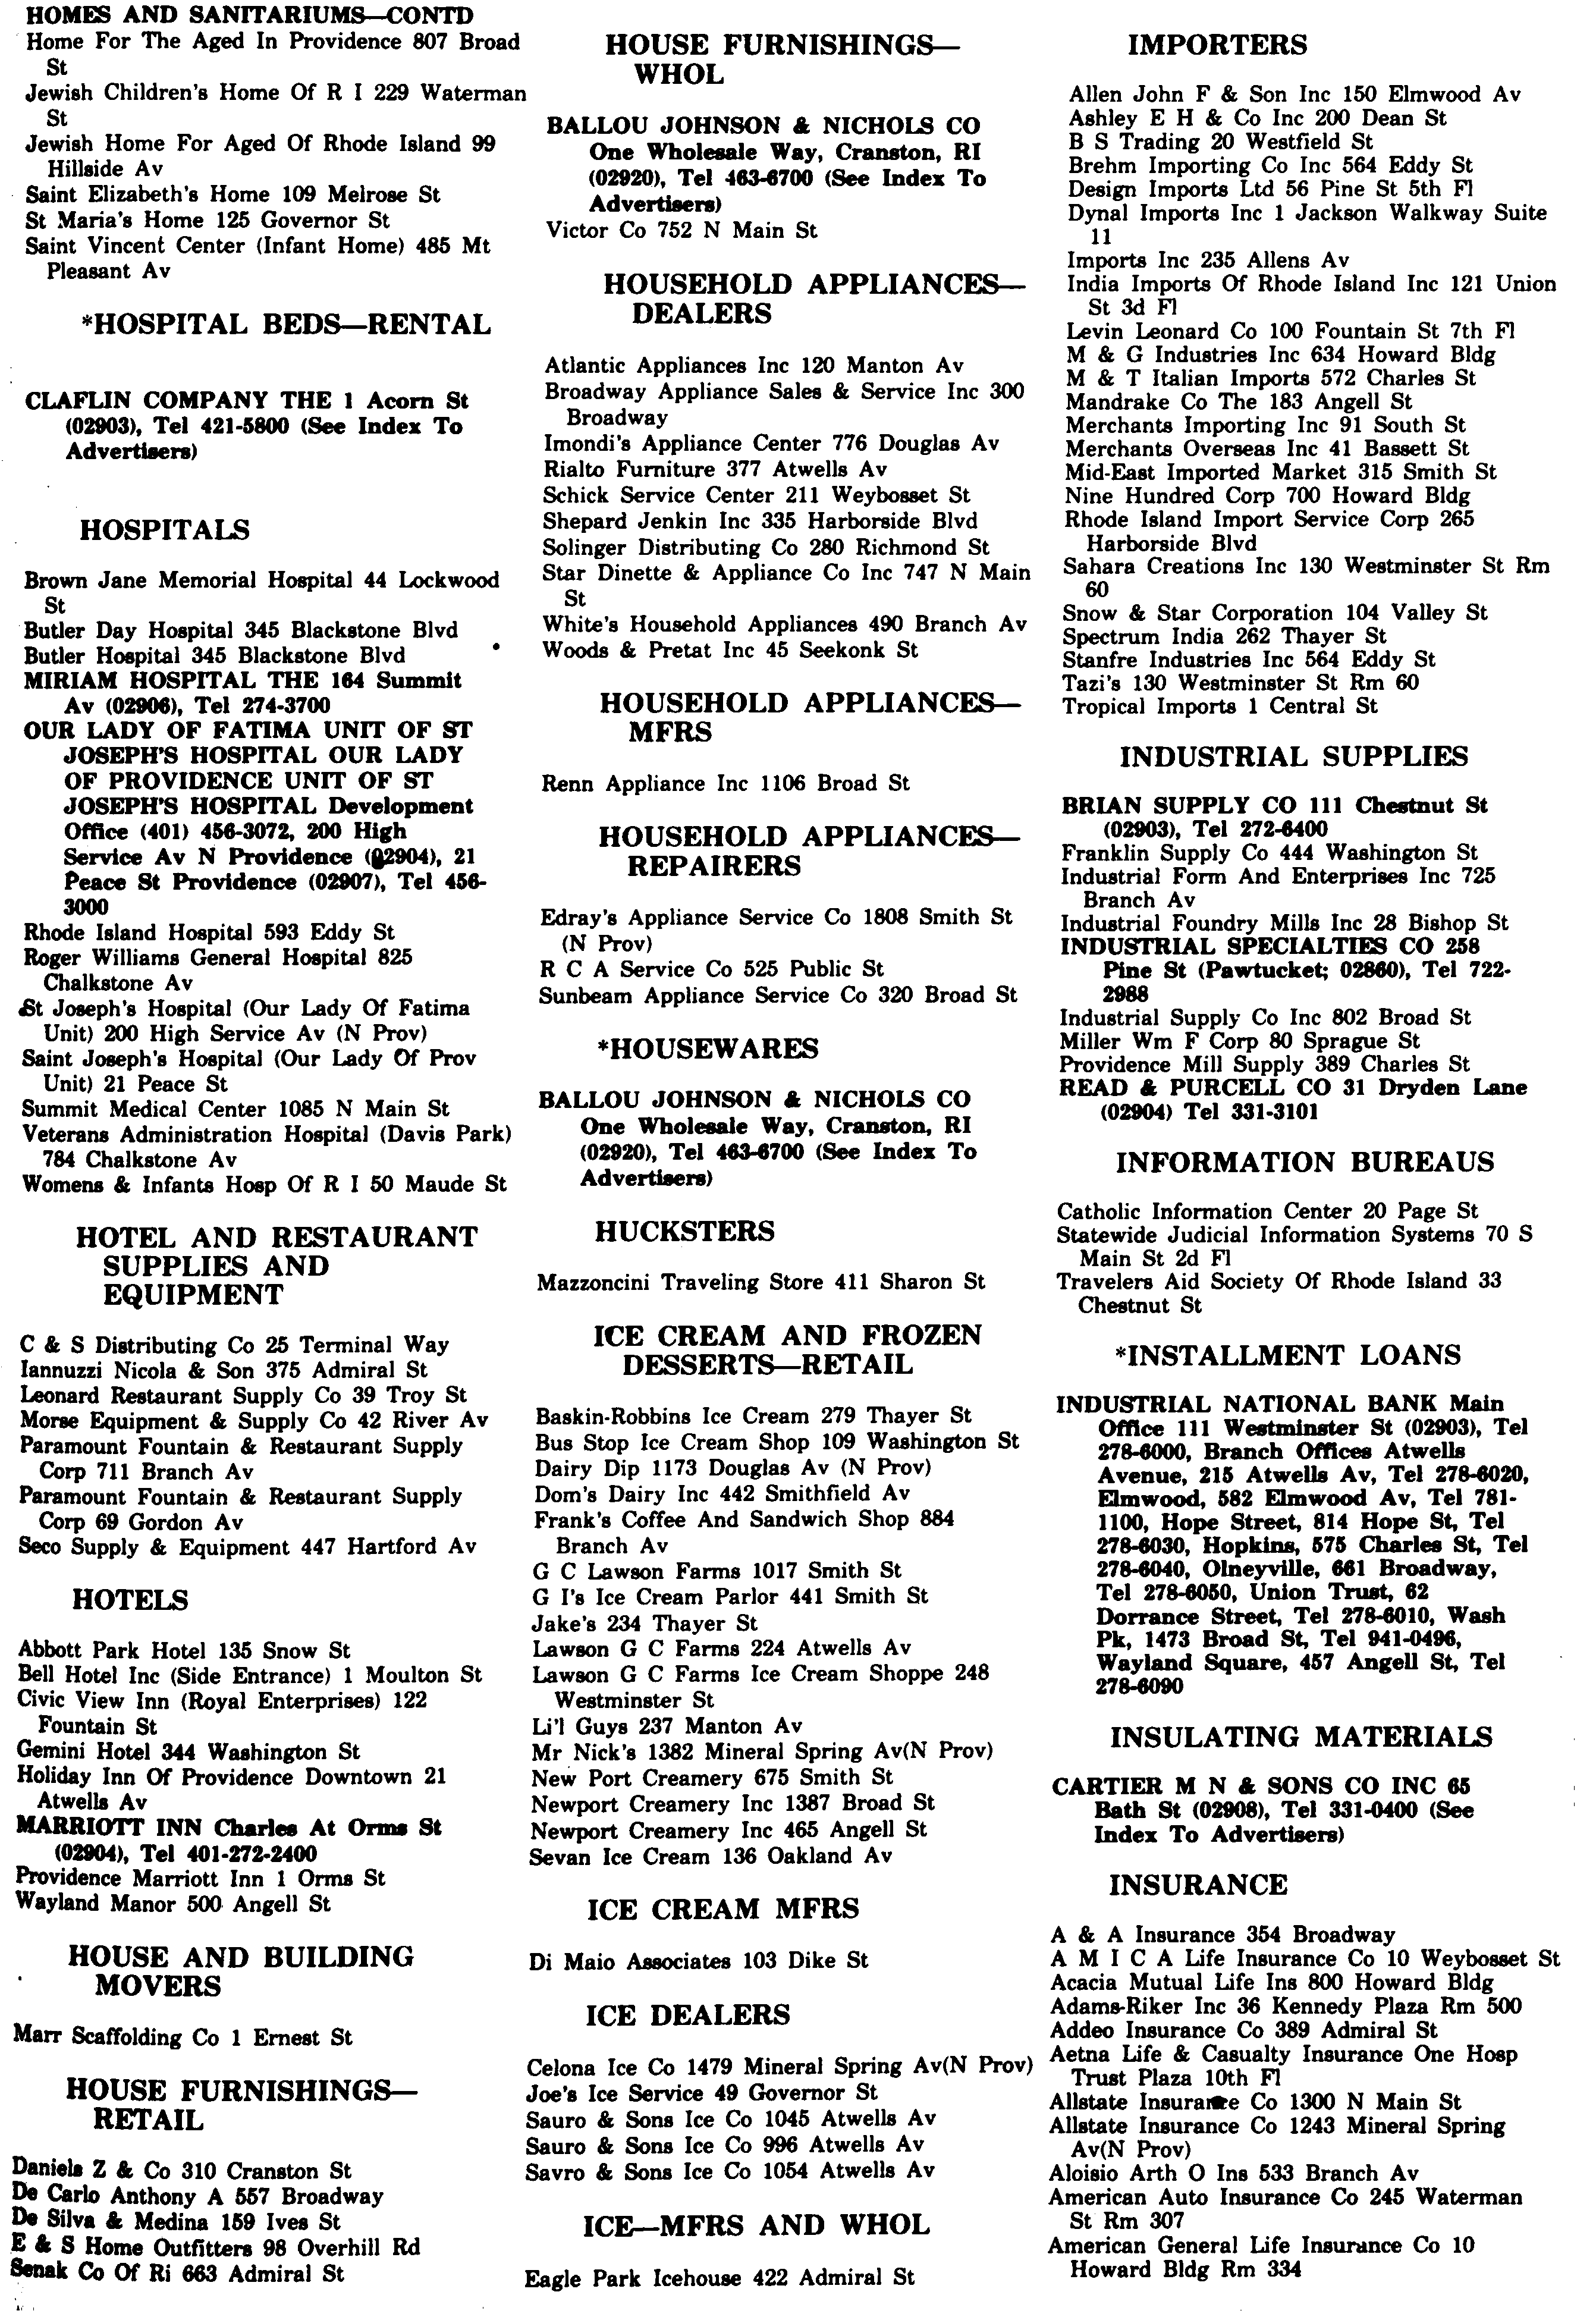 HOMES AND SANITARIUMS—CONTD
Home For The Aged In Providence 807 Broad
St
Jewish Children's Home Of R I 229 Waterman
St
Jewish Home For Aged Of Rhode Island 99
Hillside Av
Saint Elizabeth's Home 109 Melrose St
St Maria's Home 125 Governor St
Saint Vincent Center (Infant Home) 485 Mt
Pleasant Av
*HOSPITAL BEDS—RENTAL
CLAFLIN COMPANY THE 1 Acorn St
(02903), Tel 421-5800 (See Index To
Advertisers)
HOSPITALS
Brown Jane Memorial Hospital 44 Lockwood
St
Butler Day Hospital 345 Blackstone Blvd
Butler Hospital 345 Blackstone Blvd
MIRIAM HOSPITAL THE 164 Summit
Av (02906), Tel 274-3700
OUR LADY OF FATIMA UNIT OF ST
JOSEPH'S HOSPITAL OUR LADY
OF PROVIDENCE UNIT OF ST
JOSEPH'S HOSPITAL Development
Office (401) 456-3072, 200 High
Service Av N Providence (02904), 21
Peace St Providence (02907), Tel 456-
3000
Rhode Island Hospital 593 Eddy St
Roger Williams General Hospital 825
Chalkstone Av
St Joseph's Hospital (Our Lady Of Fatima
Unit) 200 High Service Av (N Prov)
Saint Joseph's Hospital (Our Lady Of Prov
Unit) 21 Peace St
Summit Medical Center 1085 N Main St
Veterans Administration Hospital (Davis Park)
784 Chalkstone Av
Womens & Infants Hosp Of R I 50 Maude St
HOTEL AND RESTAURANT
SUPPLIES AND
EQUIPMENT
C & S Distributing Co 25 Terminal Way
Iannuzzi Nicola & Son 375 Admiral St
Leonard Restaurant Supply Co 39 Troy St
Morse Equipment & Supply Co 42 River Av
Paramount Fountain & Restaurant Supply
Corp 711 Branch Av
Paramount Fountain & Restaurant Supply
Corp 69 Gordon Av
Seco Supply & Equipment 447 Hartford Av
HOTELS
Abbott Park Hotel 135 Snow St
Bell Hotel Inc (Side Entrance) 1 Moulton St
Civic View Inn (Royal Enterprises) 122
Fountain St
Gemini Hotel 344 Washington St
Holiday Inn Of Providence Downtown 21
Atwells Av
MARRIOTT INN Charles At Orms St
(02904), Tel 401-272-2400
Providence Marriott Inn 1 Orms St
Wayland Manor 500 Angell St
HOUSE AND BUILDING
MOVERS
Marr Scaffolding Co 1 Ernest St
HOUSE FURNISHINGS—
RETAIL
Daniels Z & Co 310 Cranston St
De Carlo Anthony A 557 Broadway
De Silva & Medina 159 Ives St
E & S Home Outfitters 98 Overhill Rd
Senak Co Of Ri 663 Admiral St
HOUSE FURNISHINGS—
WHOL
BALLOU JOHNSON & NICHOLS CO
One Wholesale Way, Cranston, RI
(02920), Tel 463-6700 (See Index To
Advertisers)
Victor Co 752 N Main St
HOUSEHOLD APPLIANCES—
DEALERS
Atlantic Appliances Inc 120 Manton Av
Broadway Appliance Sales & Service Inc 300
Broadway
Imondi's Appliance Center 776 Douglas Av
Rialto Furniture 377 Atwells Av
Schick Service Center 211 Weybosset St
Shepard Jenkin Inc 335 Harborside Blvd
Solinger Distributing Co 280 Richmond St
Star Dinette & Appliance Co Inc 747 N Main
St
White's Household Appliances 490 Branch Av
Woods & Pretat Inc 45 Seekonk St
HOUSEHOLD APPLIANCES—
MFRS
Renn Appliance Inc 1106 Broad St
HOUSEHOLD APPLIANCES—
REPAIRERS
Edray's Appliance Service Co 1808 Smith St
(N Prov)
R C A Service Co 525 Public St
Sunbeam Appliance Service Co 320 Broad St
*HOUSEWARES
BALLOU JOHNSON & NICHOLS CO
One Wholesale Way, Cranston, RI
(02920), Tel 463-6700 (See Index To
Advertisers)
HUCKSTERS
Mazzoncini Traveling Store 411 Sharon St
ICE CREAM AND FROZEN
DESSERTS—RETAIL
Baskin-Robbins Ice Cream 279 Thayer St
Bus Stop Ice Cream Shop 109 Washington St
Dairy Dip 1173 Douglas Av (N Prov)
Dom's Dairy Inc 442 Smithfield Av
Frank's Coffee And Sandwich Shop 884
Branch Av
G C Lawson Farms 1017 Smith St
G I's Ice Cream Parlor 441 Smith St
Jake's 234 Thayer St
Lawson G C Farms 224 Atwells Av
Lawson G C Farms Ice Cream Shoppe 248
Westminster St
Li'l Guys 237 Manton Av
Mr Nick's 1382 Mineral Spring Av(N Prov)
New Port Creamery 675 Smith St
Newport Creamery Inc 1387 Broad St
Newport Creamery Inc 465 Angell St
Sevan Ice Cream 136 Oakland Av
ICE CREAM MFRS
Di Maio Associates 103 Dike St
ICE DEALERS
Celona Ice Co 1479 Mineral Spring Av(N Prov)
Joe's Ice Service 49 Governor St
Sauro & Sons Ice Co 1045 Atwells Av
Sauro & Sons Ice Co 996 Atwells Av
Savro & Sons Ice Co 1054 Atwells Av
ICE—MFRS AND WHOL
Eagle Park Icehouse 422 Admiral St
IMPORTERS
Allen John F & Son Inc 150 Elmwood Av
Ashley E H & Co Inc 200 Dean St
B S Trading 20 Westfield St
Brehm Importing Co Inc 564 Eddy St
Design Imports Ltd 56 Pine St 5th Fl
Dynal Imports Inc 1 Jackson Walkway Suite
11
Imports Inc 235 Allens Av
India Imports Of Rhode Island Inc 121 Union
St 3d Fl
Levin Leonard Co 100 Fountain St 7th Fl
M & G Industries Inc 634 Howard Bldg
M & T Italian Imports 572 Charles St
Mandrake Co The 183 Angell St
Merchants Importing Inc 91 South St
Merchants Overseas Inc 41 Bassett St
Mid-East Imported Market 315 Smith St
Nine Hundred Corp 700 Howard Bldg
Rhode Island Import Service Corp 265
Harborside Blvd
Sahara Creations Inc 130 Westminster St Rm
60
Snow & Star Corporation 104 Valley St
Spectrum India 262 Thayer St
Stanfre Industries Inc 564 Eddy St
Tazi's 130 Westminster St Rm 60
Tropical Imports 1 Central St
INDUSTRIAL SUPPLIES
BRIAN SUPPLY CO 111 Chestnut St
(02903), Tel 272-6400
Franklin Supply Co 444 Washington St
Industrial Form And Enterprises Inc 725
Branch Av
Industrial Foundry Mills Inc 28 Bishop St
INDUSTRIAL SPECIALTIES CO 258
Pine St (Pawtucket; 02860), Tel 722-
2988
Industrial Supply Co Inc 802 Broad St
Miller Wm F Corp 80 Sprague St
Providence Mill Supply 389 Charles St
READ & PURCELL CO 31 Dryden Lane
(02904) Tel 331-3101
INFORMATION BUREAUS
Catholic Information Center 20 Page St
Statewide Judicial Information Systems 70 S
Main St 2d Fl
Travelers Aid Society Of Rhode Island 33
Chestnut St
*INSTALLMENT LOANS
INDUSTRIAL NATIONAL BANK Main
Office 111 Westminster St (02903), Tel
278-6000, Branch Offices Atwells
Avenue, 215 Atwells Av, Tel 278-6020,
Elmwood, 582 Elmwood Av, Tel 781-
1100, Hope Street, 814 Hope St, Tel
278-6030, Hopkins, 575 Charles St, Tel
278-6040, Olneyville, 661 Broadway,
Tel 278-6050, Union Trust, 62
Dorrance Street, Tel 278-6010, Wash
Pk, 1473 Broad St, Tel 941-0496,
Wayland Square, 457 Angell St, Tel
278-6090
INSULATING MATERIALS
CARTIER M N & SONS CO INC 65
Bath St (02908), Tel 331-0400 (See
Index To Advertisers)
INSURANCE
A & A Insurance 354 Broadway
A M I C A Life Insurance Co 10 Weybosset St
Acacia Mutual Life Ins 800 Howard Bldg
Adams-Riker Inc 36 Kennedy Plaza Rm 500
Addeo Insurance Co 389 Admiral St
Aetna Life & Casualty Insurance One Hosp
Trust Plaza 10th Fl
Allstate Insurance Co 1300 N Main St
Allstate Insurance Co 1243 Mineral Spring
Av(N Prov)
Aloisio Arth O Ins 533 Branch Av
American Auto Insurance Co 245 Waterman
St Rm 307
American General Life Insurance Co 10
Howard Bldg Rm 334